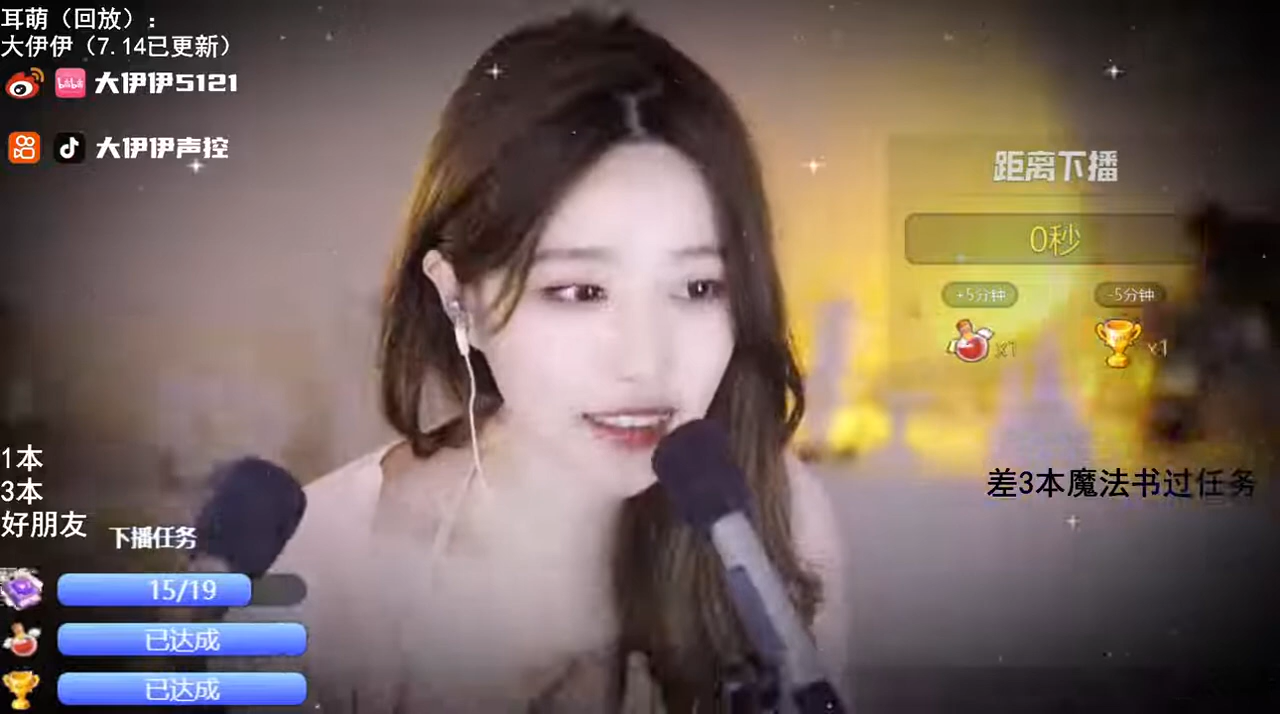 耳萌（回放）：
大伊伊（7.14已更新）
bilibili 大伊伊5121
大伊伊声控
距离下播
0秒
+5分钟
-5分钟
x1
x1
差3本魔法书过任务
1本
3本
好朋友
下播任务
15/19
已达成
已达成